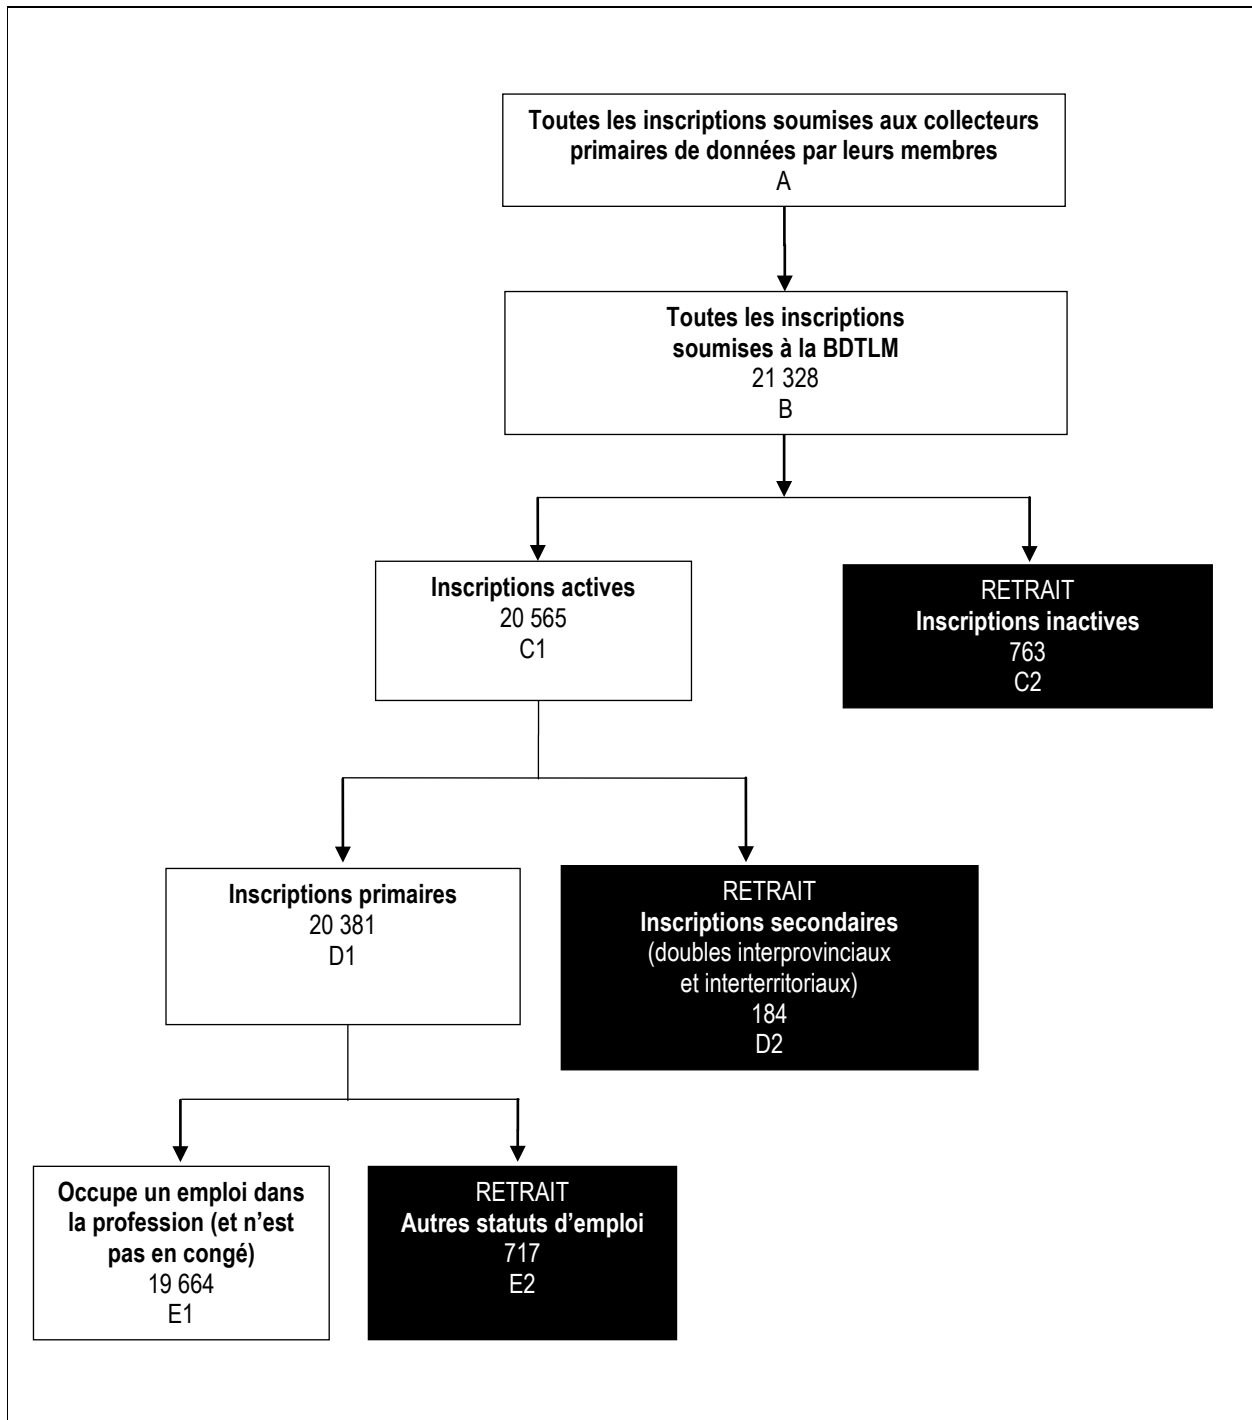 Toutes les inscriptions soumises aux collecteurs
primaires de données par leurs membres
A
Toutes les inscriptions
soumises à la BDTLM
21 328
B
Inscriptions actives
20 565
C1
RETRAIT
Inscriptions inactives
763
C2
Inscriptions primaires
20 381
D1
RETRAIT
Inscriptions secondaires
(doubles interprovinciaux
et interterritoriaux)
184
D2
Occupe un emploi dans
la profession (et n’est
pas en congé)
19 664
E1
RETRAIT
Autres statuts d’emploi
717
E2